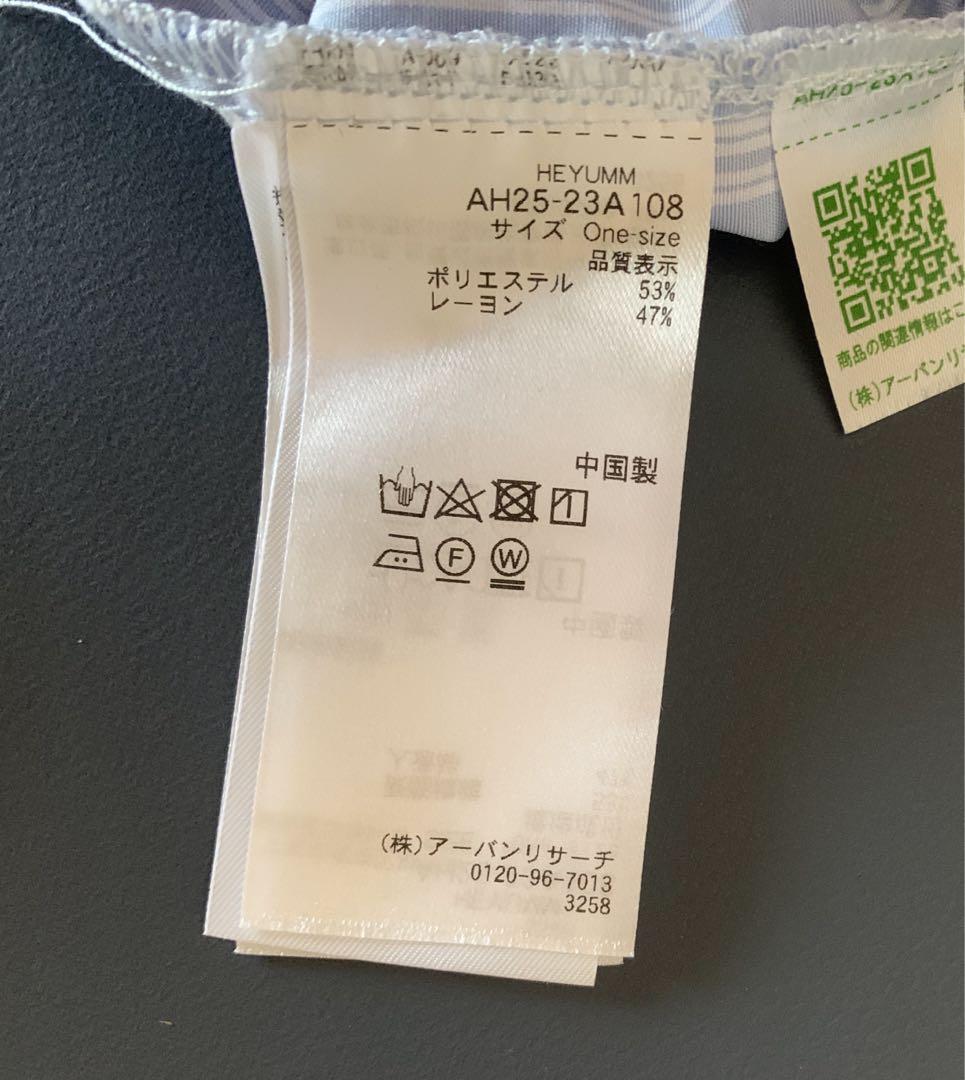 HEYUMM
AH25-23A108
サイズ One-size
品質表示
ポリエステル 53%
レーヨン 47%
中国製
F W
(株)アーバンリサーチ
0120-96-7013
3258
商品の関連情報はこ
(株)アーバンリ